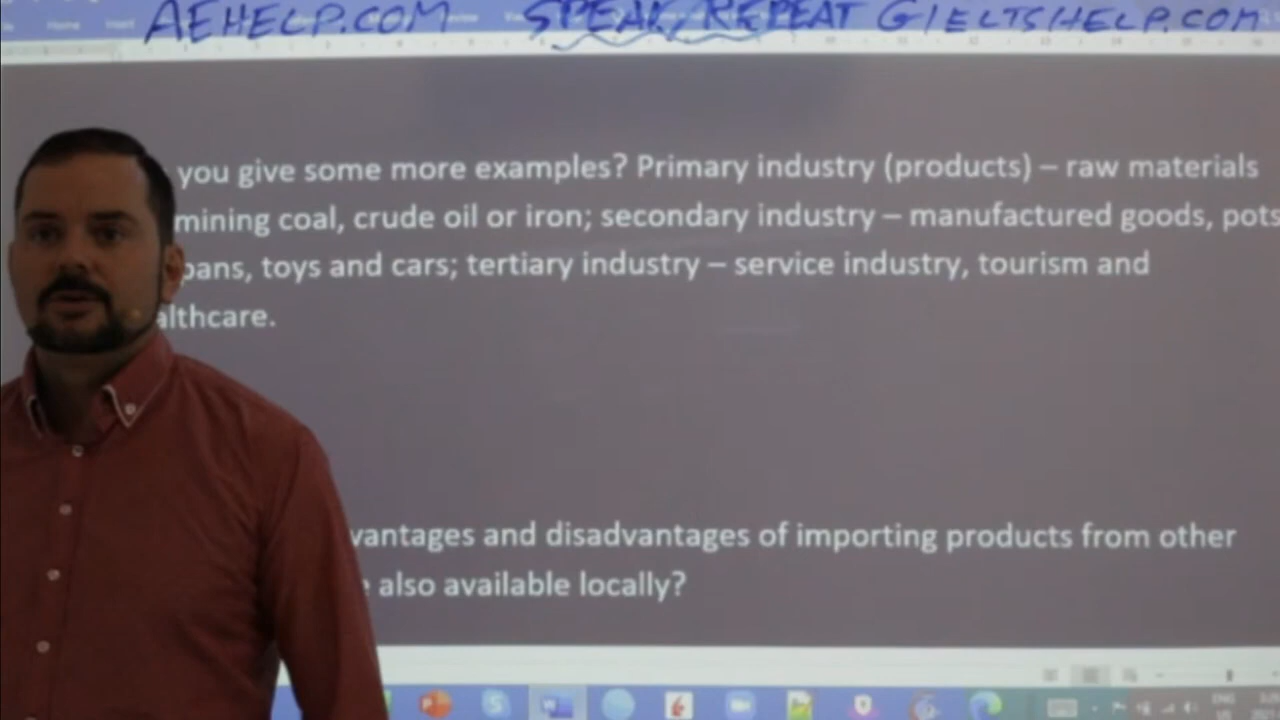 AEHELP.COM SPEAK, REPEAT GIELTSHELP.COM
you give some more examples? Primary industry (products) – raw materials
mining coal, crude oil or iron; secondary industry – manufactured goods, pots
pans, toys and cars; tertiary industry – service industry, tourism and
althcare.
vantages and disadvantages of importing products from other
also available locally?